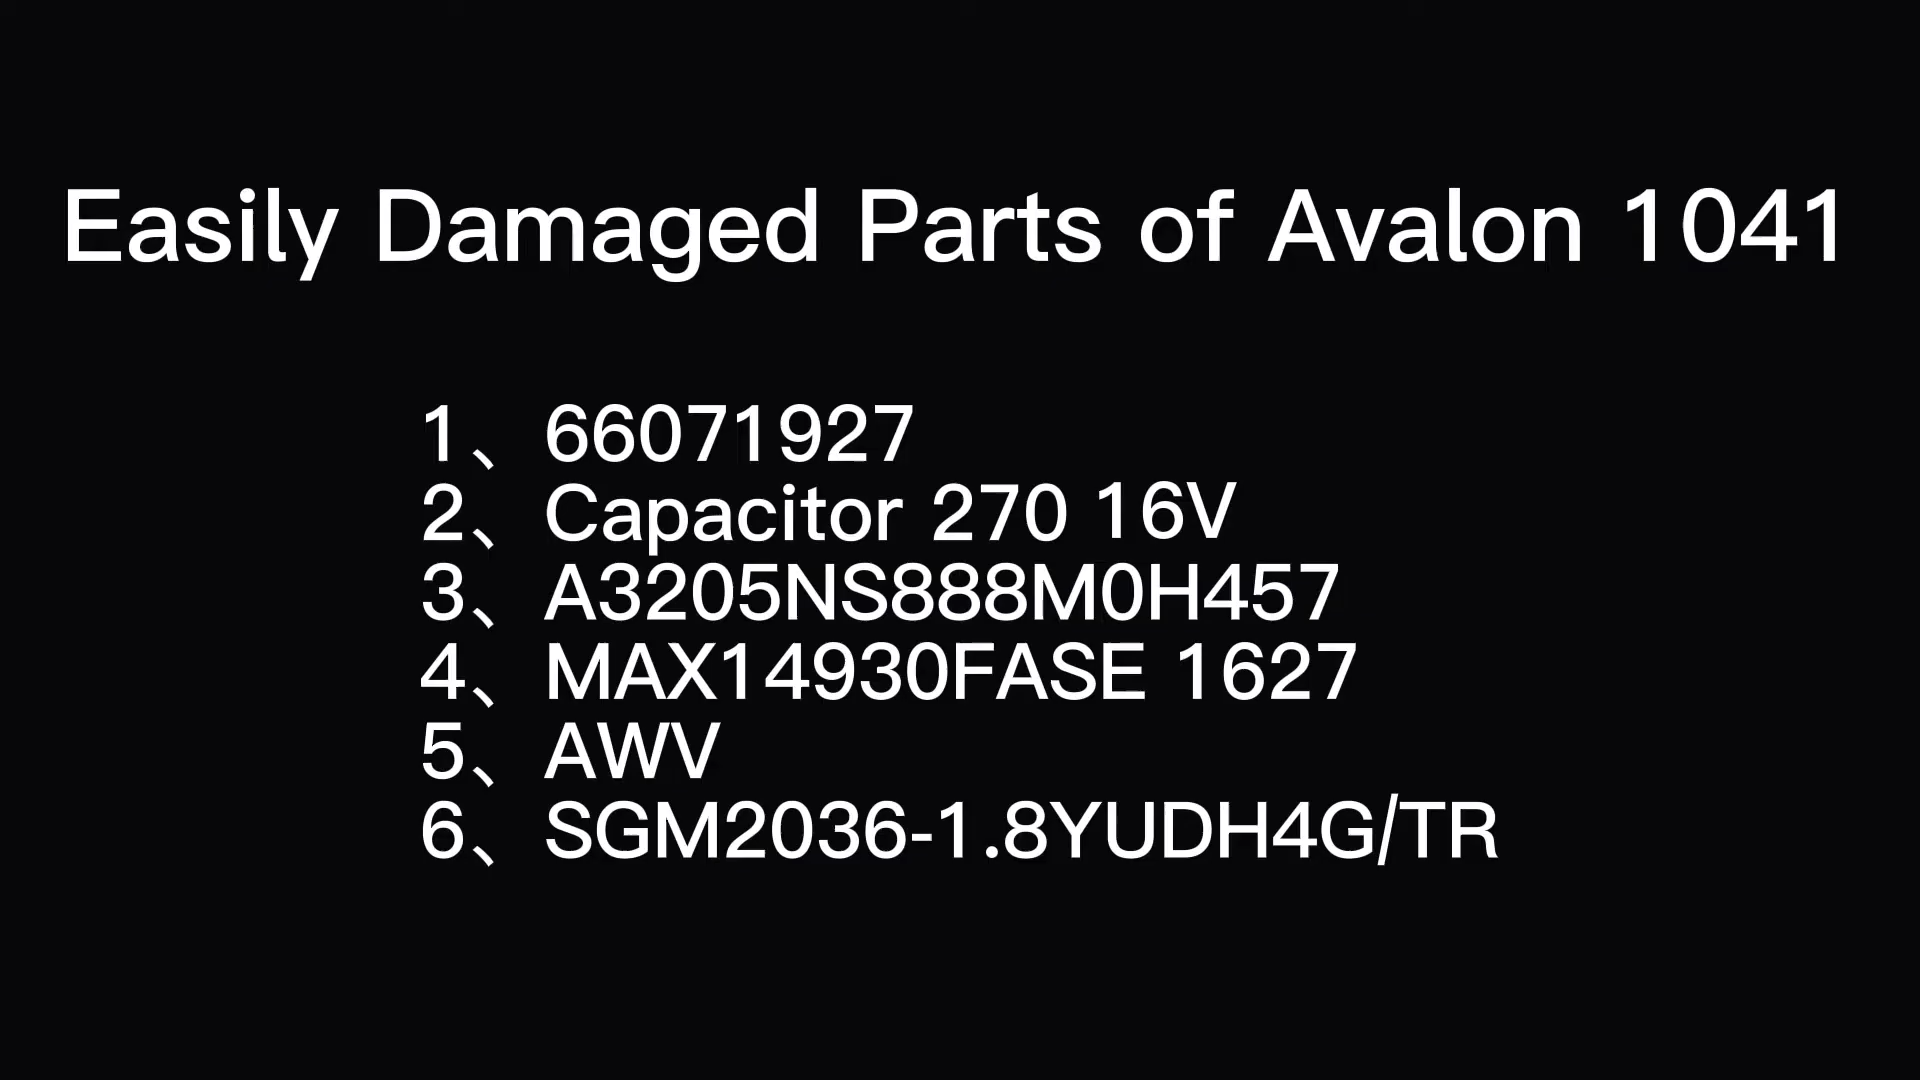 Easily Damaged Parts of Avalon 1041
1、66071927
2、Capacitor 270 16V
3、A3205NS888M0H457
4、MAX14930FASE 1627
5、AWV
6、SGM2036-1.8YUDH4G/TR